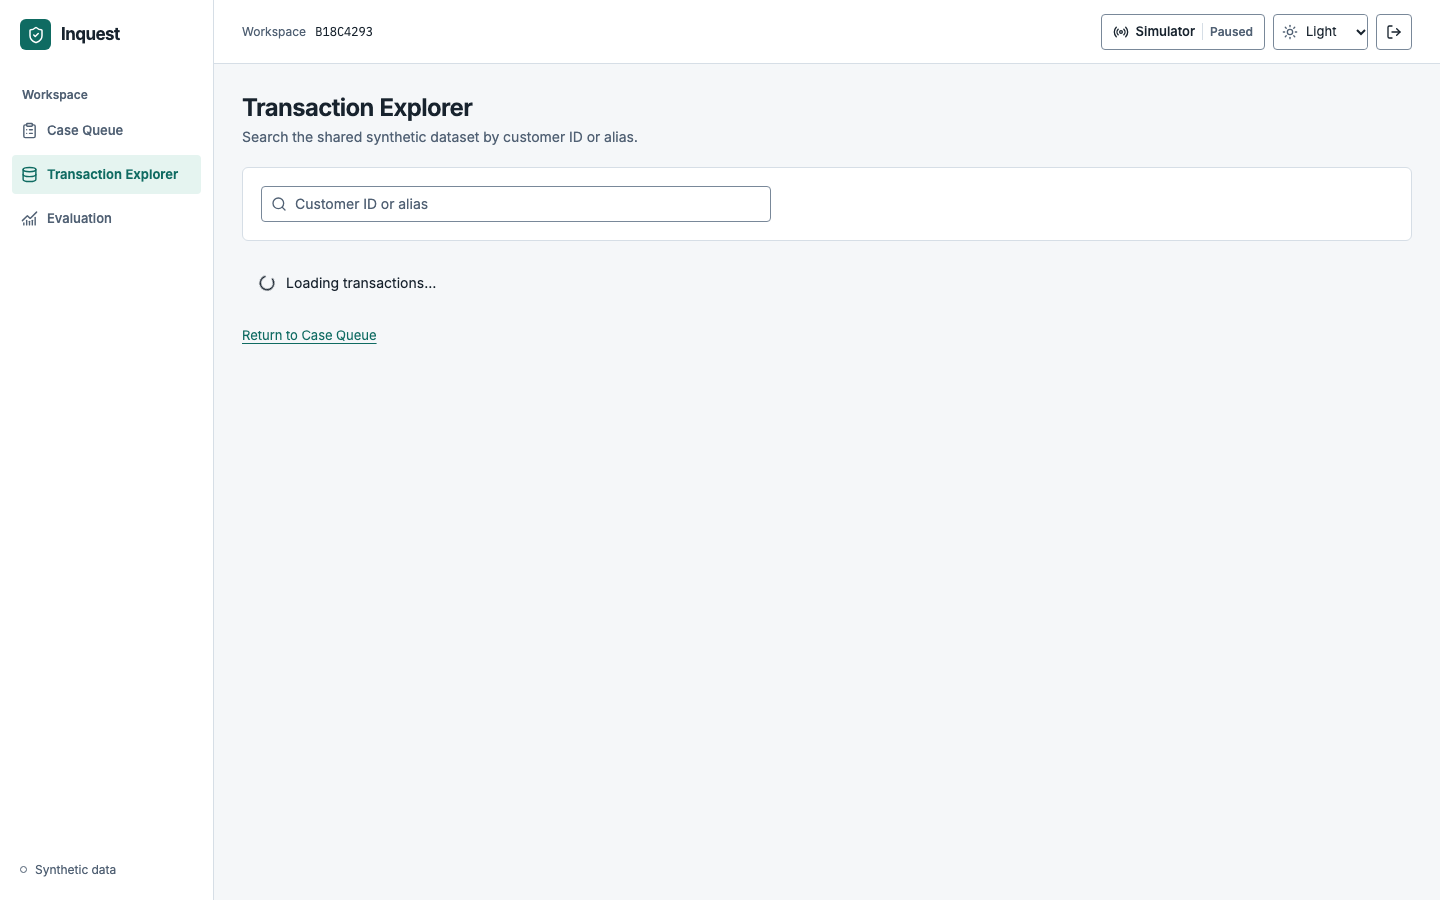 Inquest
Workspace
Case Queue
Transaction Explorer
Evaluation
Synthetic data
Workspace B18C4293
Simulator Paused
Light
Transaction Explorer
Search the shared synthetic dataset by customer ID or alias.
Customer ID or alias
Loading transactions...
Return to Case Queue